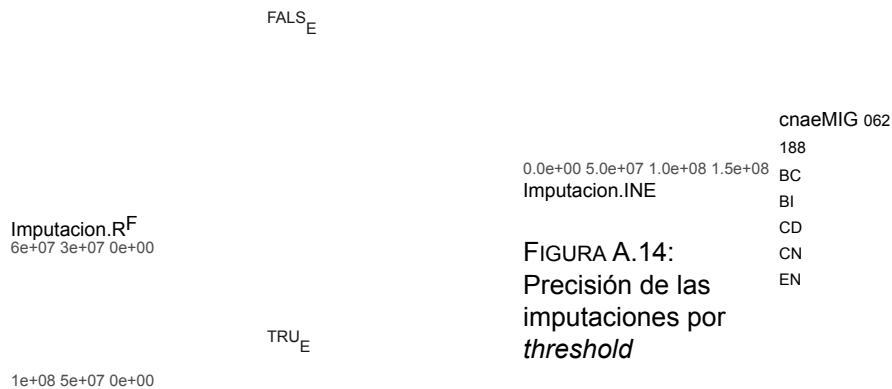 FALSE
cnaeMIG 062
188
0.0e+00 5.0e+07 1.0e+08 1.5e+08
BC
Imputacion.INE
BI
Imputacion.RF
CD
6e+07 3e+07 0e+00
FIGURA A.14:
CN
Precisión de las
EN
imputaciones por
TRUE
threshold
1e+08 5e+07 0e+00